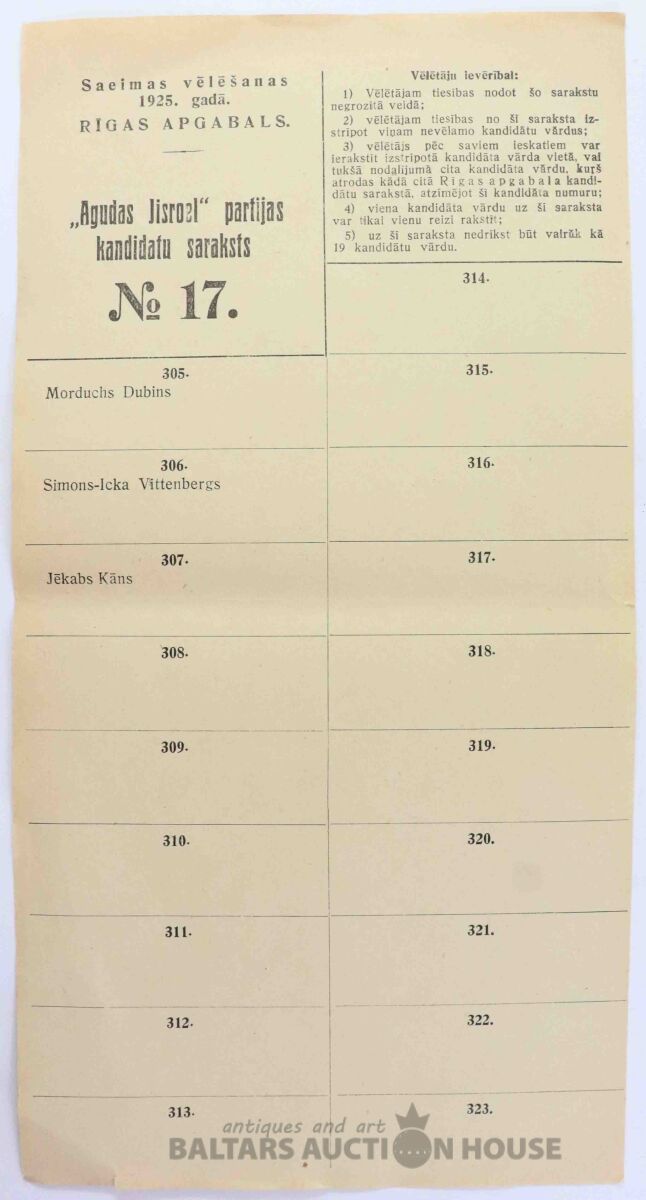 Saeimas vēlēšanas
1925. gadā.
RĪGAS APGABALS.
„Agudas Jisroel“ partijas
kandidatu saraksts
№ 17.
Vēlētāju ievērībai:
1) Vēlētājam tiesības nodot šo sarakstu
negrozitā veidā;
2) vēlētājam tiesības no šī saraksta iz-
stripot viņam nevēlamo kandidātu vārdus;
3) vēlētājs pēc saviem ieskatiem var
ierakstīt izstripotā kandidāta vārda vietā, vai
tukšā nodalījumā cita kandidāta vārdu, kuŗš
atrodas kādā citā Rīgas apgabala kandi-
dātu sarakstā, atzimējot šī kandidāta numuru;
4) viena kandidāta vārdu uz šī saraksta
var tikai vienu reizi rakstīt;
5) uz šī saraksta nedrikst būt vairāk kā
19 kandidātu vārdu.
305.
Morduchs Dubins
306.
Simons-Icka Vittenbergs
307.
Jēkabs Kāns
308.
309.
310.
311.
312.
313.
314.
315.
316.
317.
318.
319.
320.
321.
322.
323.
antiques and art
BALTARS AUCTION HOUSE